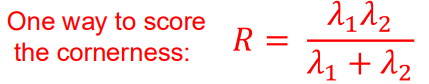 One way to score
the cornerness:
R = λ₁λ₂ / (λ₁ + λ₂)